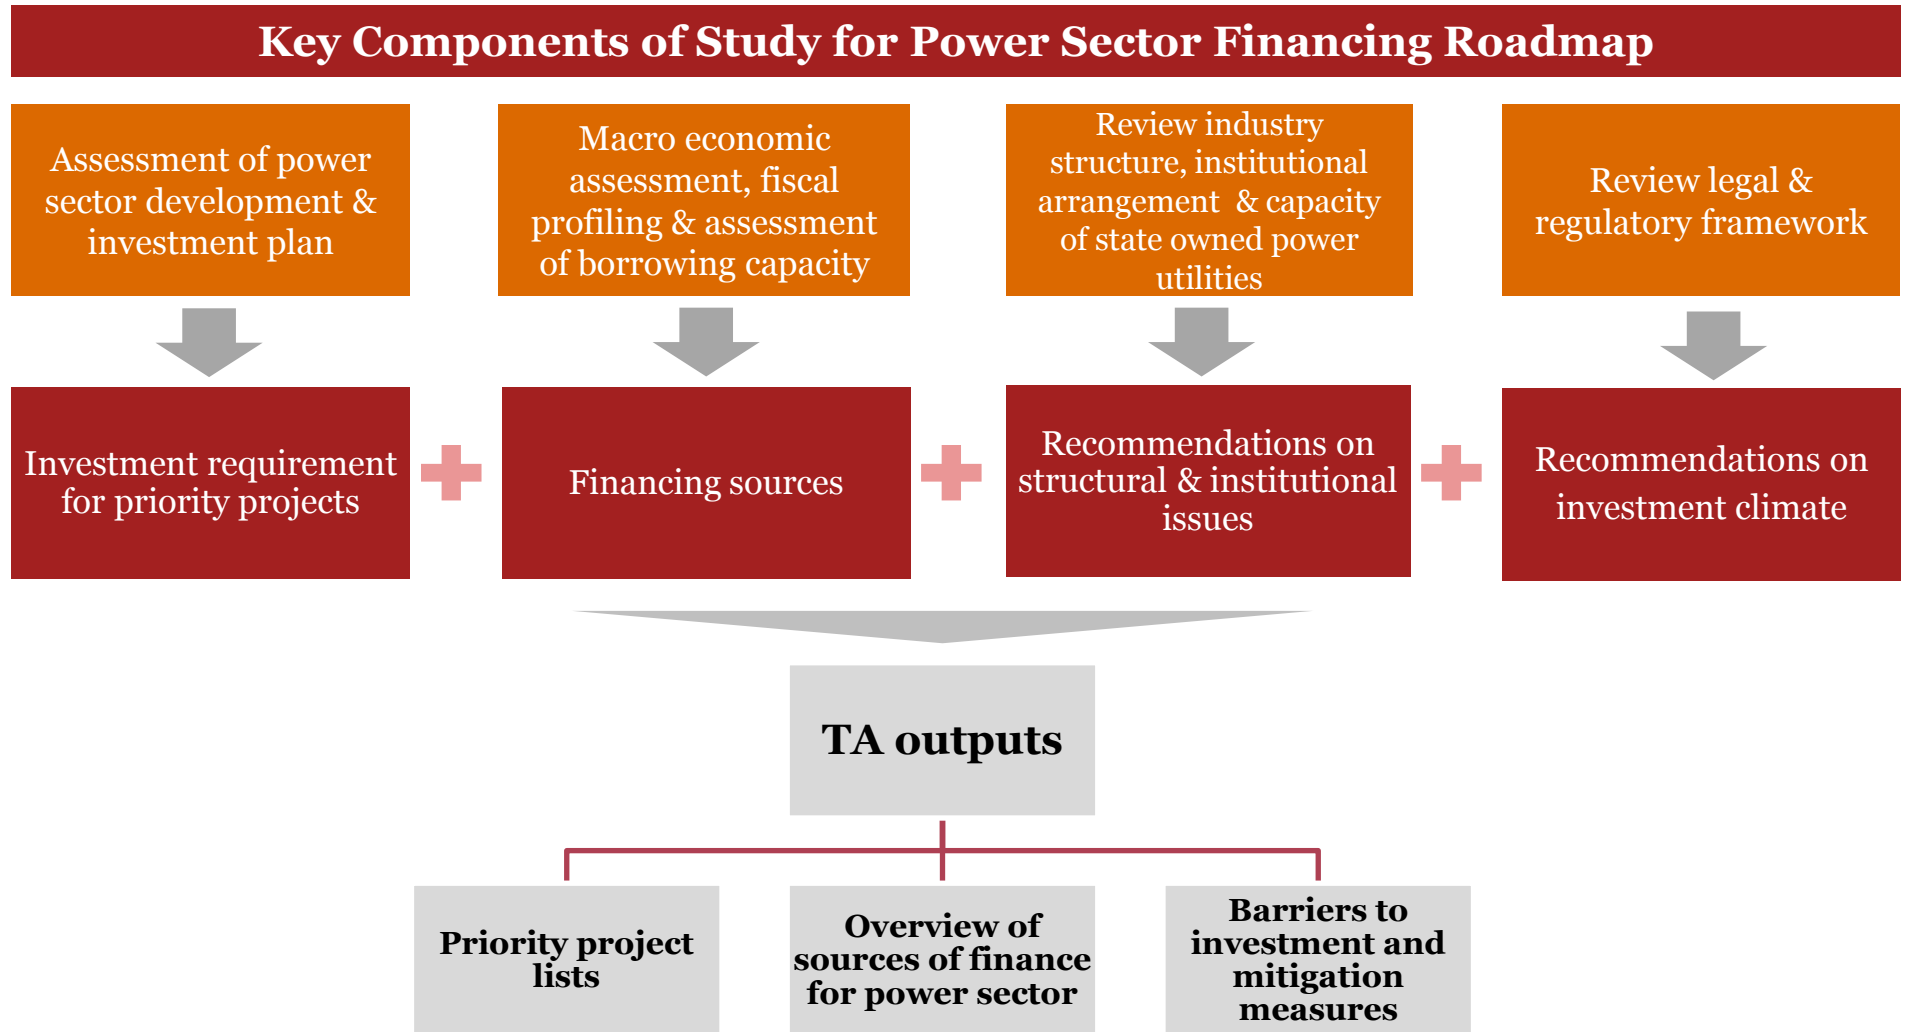 Key Components of Study for Power Sector Financing Roadmap
Assessment of power
sector development &
investment plan
Macro economic
assessment, fiscal
profiling & assessment
of borrowing capacity
Review industry
structure, institutional
arrangement & capacity
of state owned power
utilities
Review legal &
regulatory framework
Investment requirement
for priority projects
Financing sources
Recommendations on
structural & institutional
issues
Recommendations on
investment climate
TA outputs
Priority project
lists
Overview of
sources of finance
for power sector
Barriers to
investment and
mitigation
measures